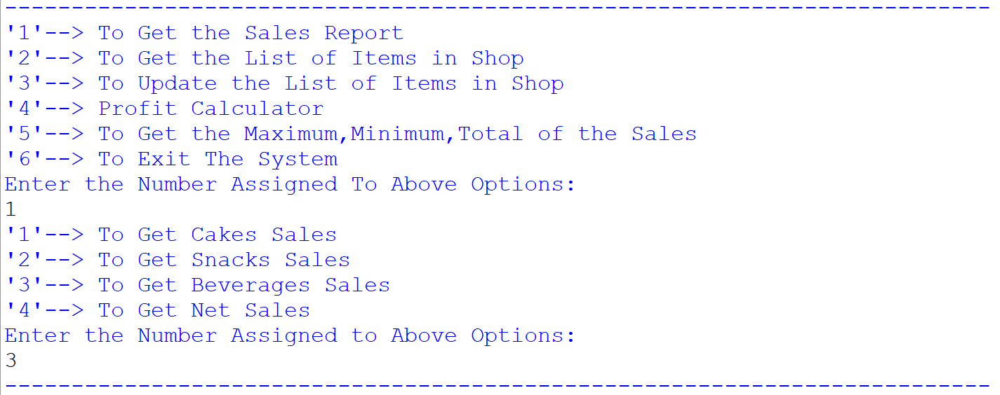 --------------------------------------------------------------------------
'1'--> To Get the Sales Report
'2'--> To Get the List of Items in Shop
'3'--> To Update the List of Items in Shop
'4'--> Profit Calculator
'5'--> To Get the Maximum,Minimum,Total of the Sales
'6'--> To Exit The System
Enter the Number Assigned To Above Options:
1
'1'--> To Get Cakes Sales
'2'--> To Get Snacks Sales
'3'--> To Get Beverages Sales
'4'--> To Get Net Sales
Enter the Number Assigned to Above Options:
3
--------------------------------------------------------------------------